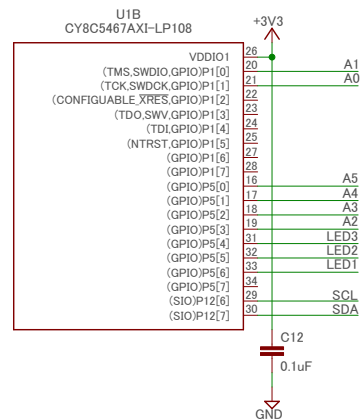 U1B
CY8C5467AXI-LP108
+3V3
VDDIO1 26
(TMS,SWDIO,GPIO)P1[0] 20 A1
(TCK,SWDCK,GPIO)P1[1] 21 A0
(CONFIGUABLE_XRES,GPIO)P1[2] 22
(TDO,SWV,GPIO)P1[3] 23
(TDI,GPIO)P1[4] 24
(NTRST,GPIO)P1[5] 25
(GPIO)P1[6] 27
(GPIO)P1[7] 28
(GPIO)P5[0] 16 A5
(GPIO)P5[1] 17 A4
(GPIO)P5[2] 18 A3
(GPIO)P5[3] 19 A2
(GPIO)P5[4] 31 LED3
(GPIO)P5[5] 32 LED2
(GPIO)P5[6] 33 LED1
(GPIO)P5[7] 34
(SIO)P12[6] 29 SCL
(SIO)P12[7] 30 SDA
C12
0.1uF
GND